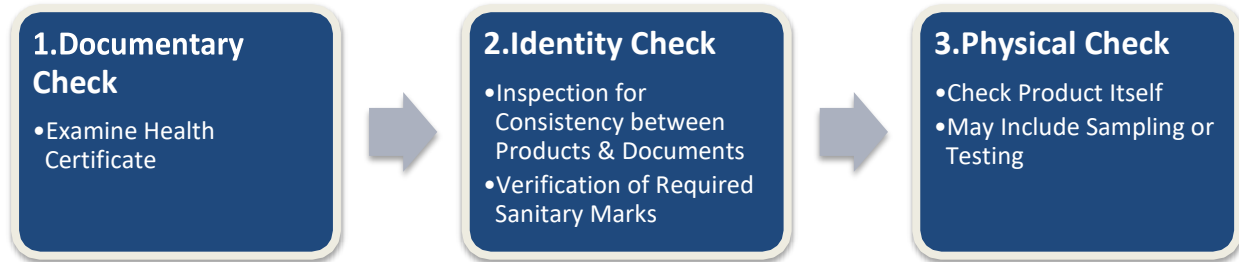 1.Documentary
Check
•Examine Health
Certificate
2.Identity Check
•Inspection for
Consistency between
Products & Documents
•Verification of Required
Sanitary Marks
3.Physical Check
•Check Product Itself
•May Include Sampling or
Testing